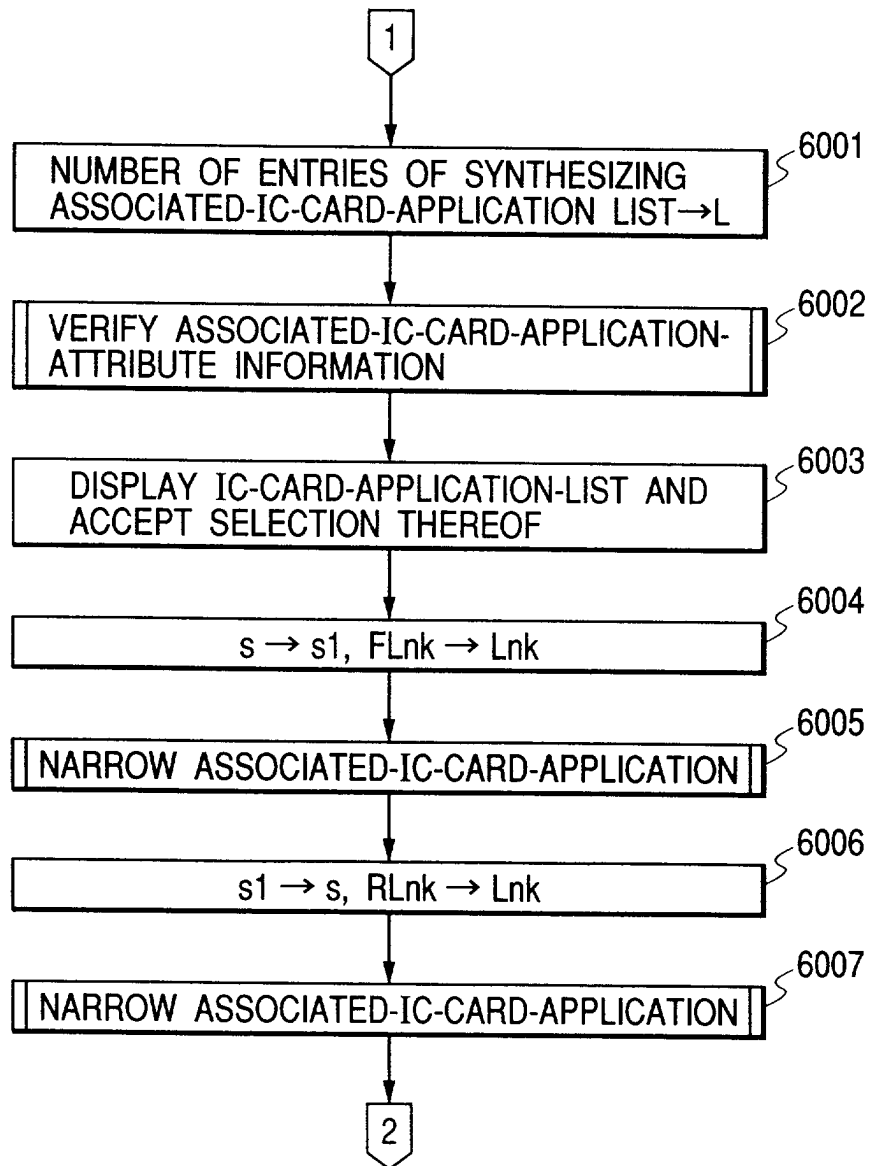 1
6001
NUMBER OF ENTRIES OF SYNTHESIZING
ASSOCIATED-IC-CARD-APPLICATION LIST→L
6002
VERIFY ASSOCIATED-IC-CARD-APPLICATION-
ATTRIBUTE INFORMATION
6003
DISPLAY IC-CARD-APPLICATION-LIST AND
ACCEPT SELECTION THEREOF
6004
s → s1, FLnk → Lnk
6005
NARROW ASSOCIATED-IC-CARD-APPLICATION
6006
s1 → s, RLnk → Lnk
6007
NARROW ASSOCIATED-IC-CARD-APPLICATION
2